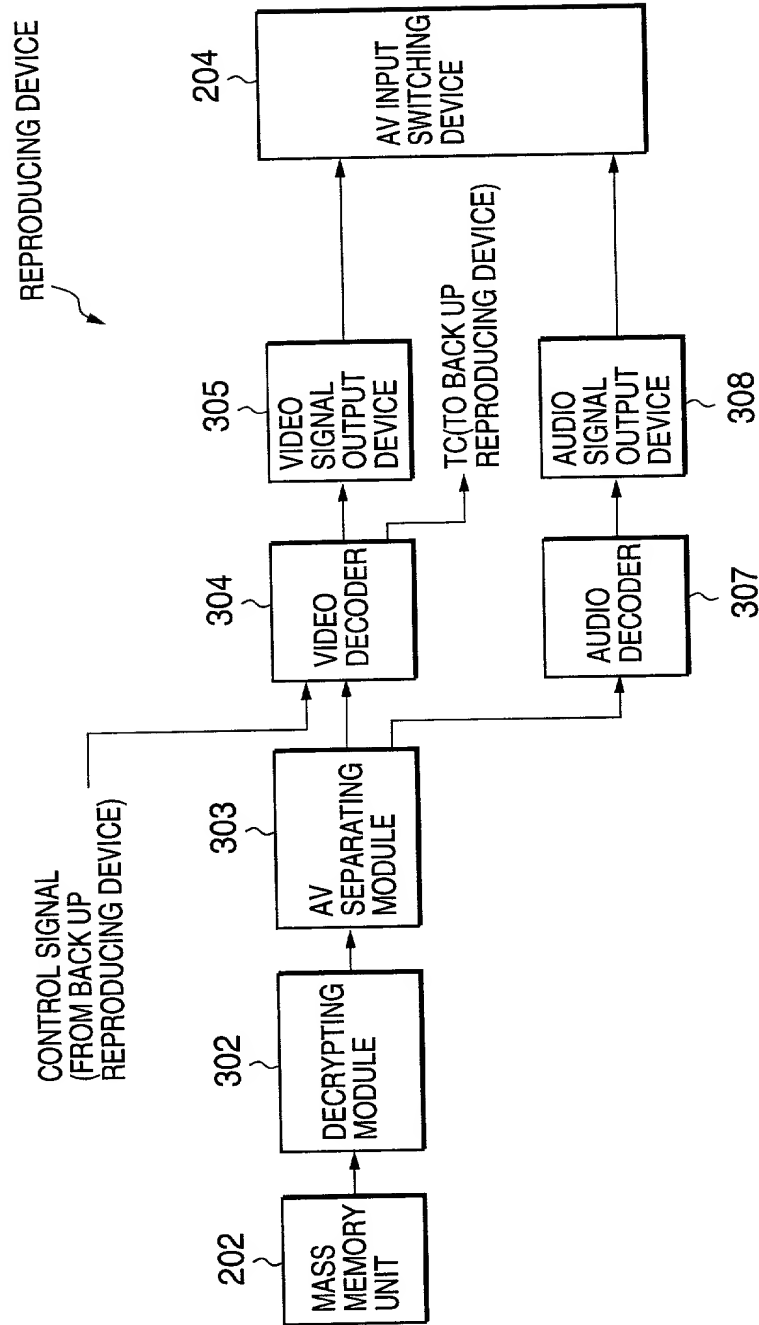 REPRODUCING DEVICE
CONTROL SIGNAL
(FROM BACK UP
REPRODUCING DEVICE)
202
MASS
MEMORY
UNIT
302
DECRYPTING
MODULE
303
AV
SEPARATING
MODULE
304
VIDEO
DECODER
305
VIDEO
SIGNAL
OUTPUT
DEVICE
TC(TO BACK UP
REPRODUCING DEVICE)
AUDIO
DECODER
307
AUDIO
SIGNAL
OUTPUT
DEVICE
308
204
AV INPUT
SWITCHING
DEVICE